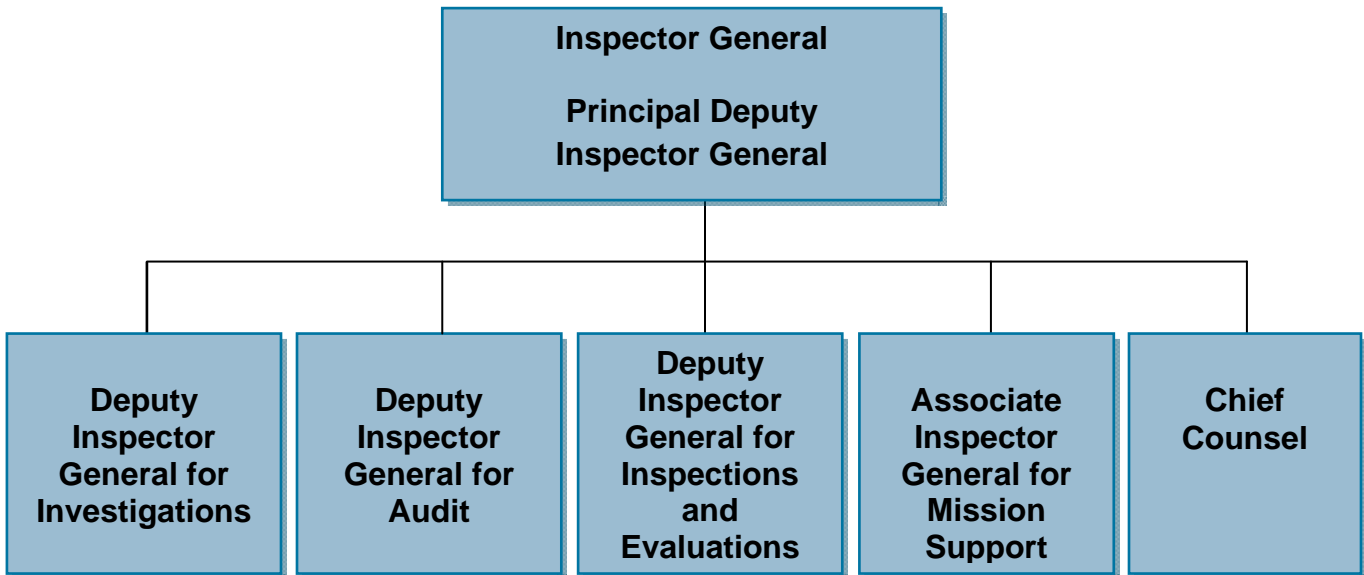 Inspector General
Principal Deputy
Inspector General
Deputy
Inspector
General for
Investigations
Deputy
Inspector
General for
Audit
Deputy
Inspector
General for
Inspections
and
Evaluations
Associate
Inspector
General for
Mission
Support
Chief
Counsel